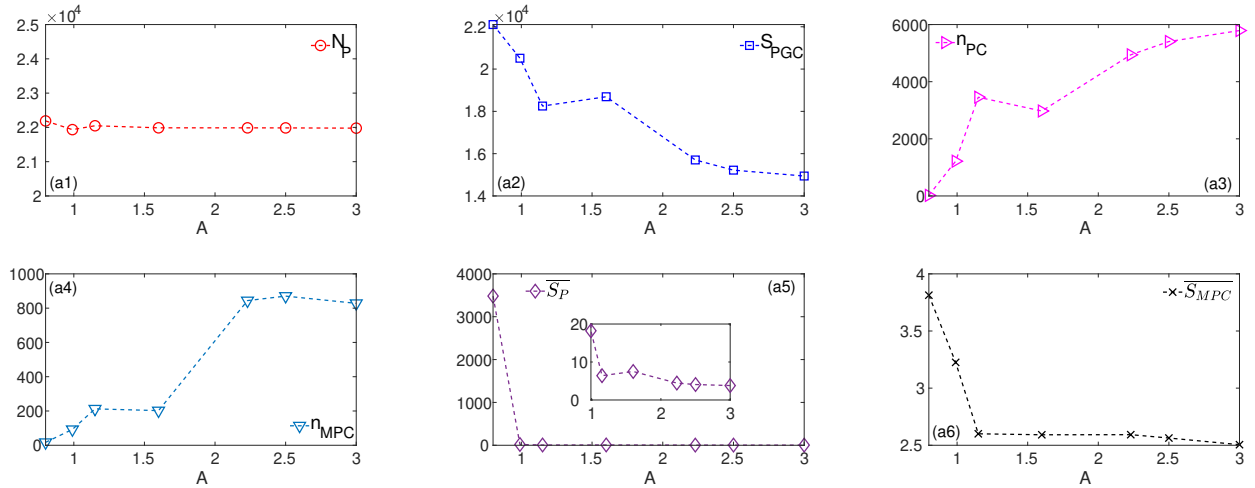 ×10⁴
2.5
2.4
2.3
2.2
2.1
2
N_P
(a1)
1 1.5 2 2.5 3
A
×10⁴
2.2
2
1.8
1.6
1.4
S_PGC
(a2)
1 1.5 2 2.5 3
A
6000
4000
2000
0
n_PC
(a3)
1 1.5 2 2.5 3
A
1000
800
600
400
200
0
(a4)
n_MPC
1 1.5 2 2.5 3
A
4000
3000
2000
1000
0
S̅_P̅
(a5)
20
10
0
1 2 3
1 1.5 2 2.5 3
A
4
3.5
3
2.5
S̅_M̅P̅C̅
(a6)
1 1.5 2 2.5 3
A